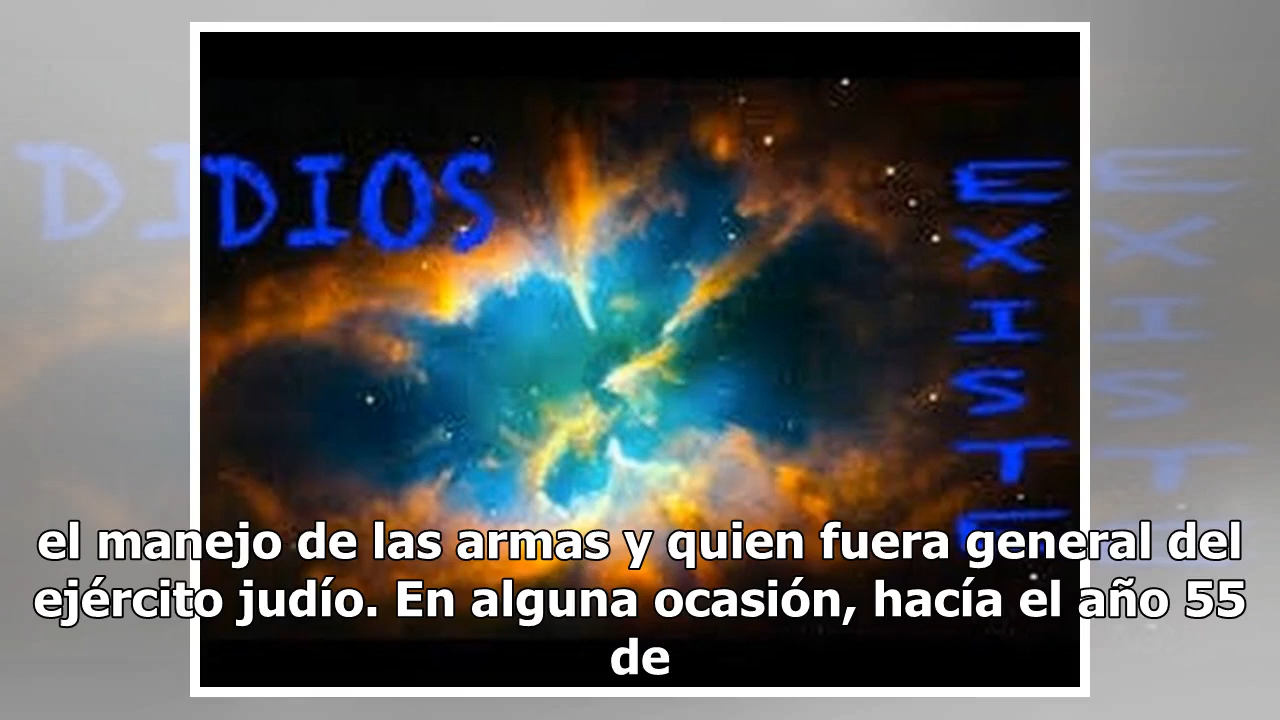 DIOS
EXISTE
el manejo de las armas y quien fuera general del
ejército judío. En alguna ocasión, hacía el año 55
de